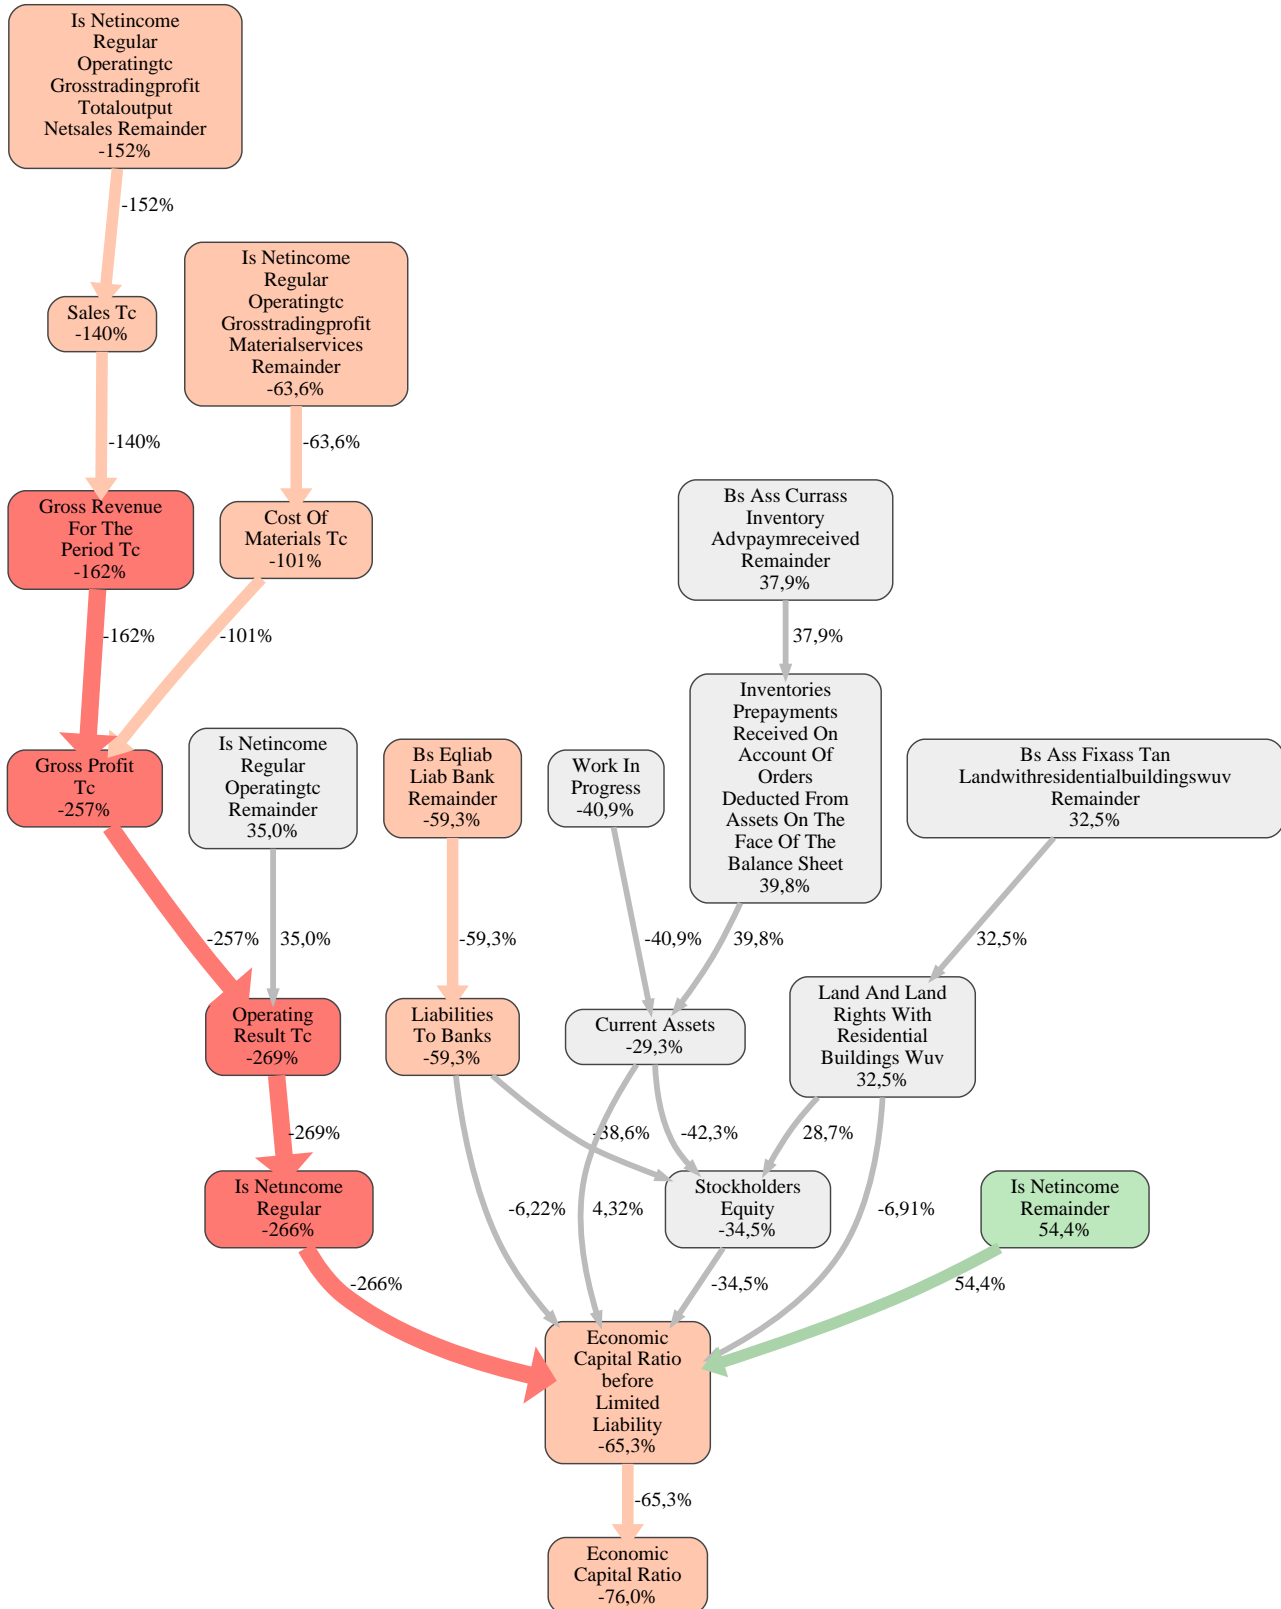 Is Netincome
Regular
Operatingtc
Grosstradingprofit
Totaloutput
Netsales Remainder
-152%
-152%
Is Netincome
Regular
Operatingtc
Grosstradingprofit
Materialservices
Remainder
-63,6%
Sales Tc
-140%
-140%
-63,6%
Gross Revenue
For The
Period Tc
-162%
Cost Of
Materials Tc
-101%
Bs Ass Currass
Inventory
Advpaymreceived
Remainder
37,9%
-162%
-101%
37,9%
Gross Profit
Tc
-257%
Is Netincome
Regular
Operatingtc
Remainder
35,0%
Bs Eqliab
Liab Bank
Remainder
-59,3%
Work In
Progress
-40,9%
Inventories
Prepayments
Received On
Account Of
Orders
Deducted From
Assets On The
Face Of The
Balance Sheet
39,8%
Bs Ass Fixass Tan
Landwithresidentialbuildingswuv
Remainder
32,5%
-257%
35,0%
-59,3%
-40,9%
39,8%
32,5%
Operating
Result Tc
-269%
Liabilities
To Banks
-59,3%
Current Assets
-29,3%
Land And Land
Rights With
Residential
Buildings Wuv
32,5%
-269%
-38,6%
-42,3%
28,7%
Is Netincome
Regular
-266%
-6,22%
4,32%
Stockholders
Equity
-34,5%
-6,91%
Is Netincome
Remainder
54,4%
-266%
-34,5%
54,4%
Economic
Capital Ratio
before
Limited
Liability
-65,3%
-65,3%
Economic
Capital Ratio
-76,0%